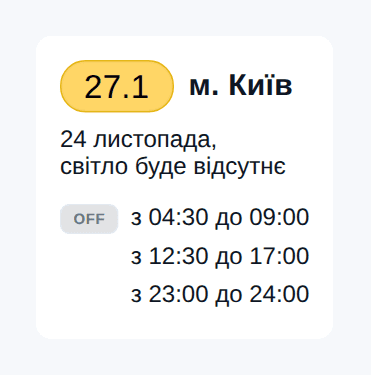 27.1 м. Київ
24 листопада,
світло буде відсутнє
OFF з 04:30 до 09:00
з 12:30 до 17:00
з 23:00 до 24:00